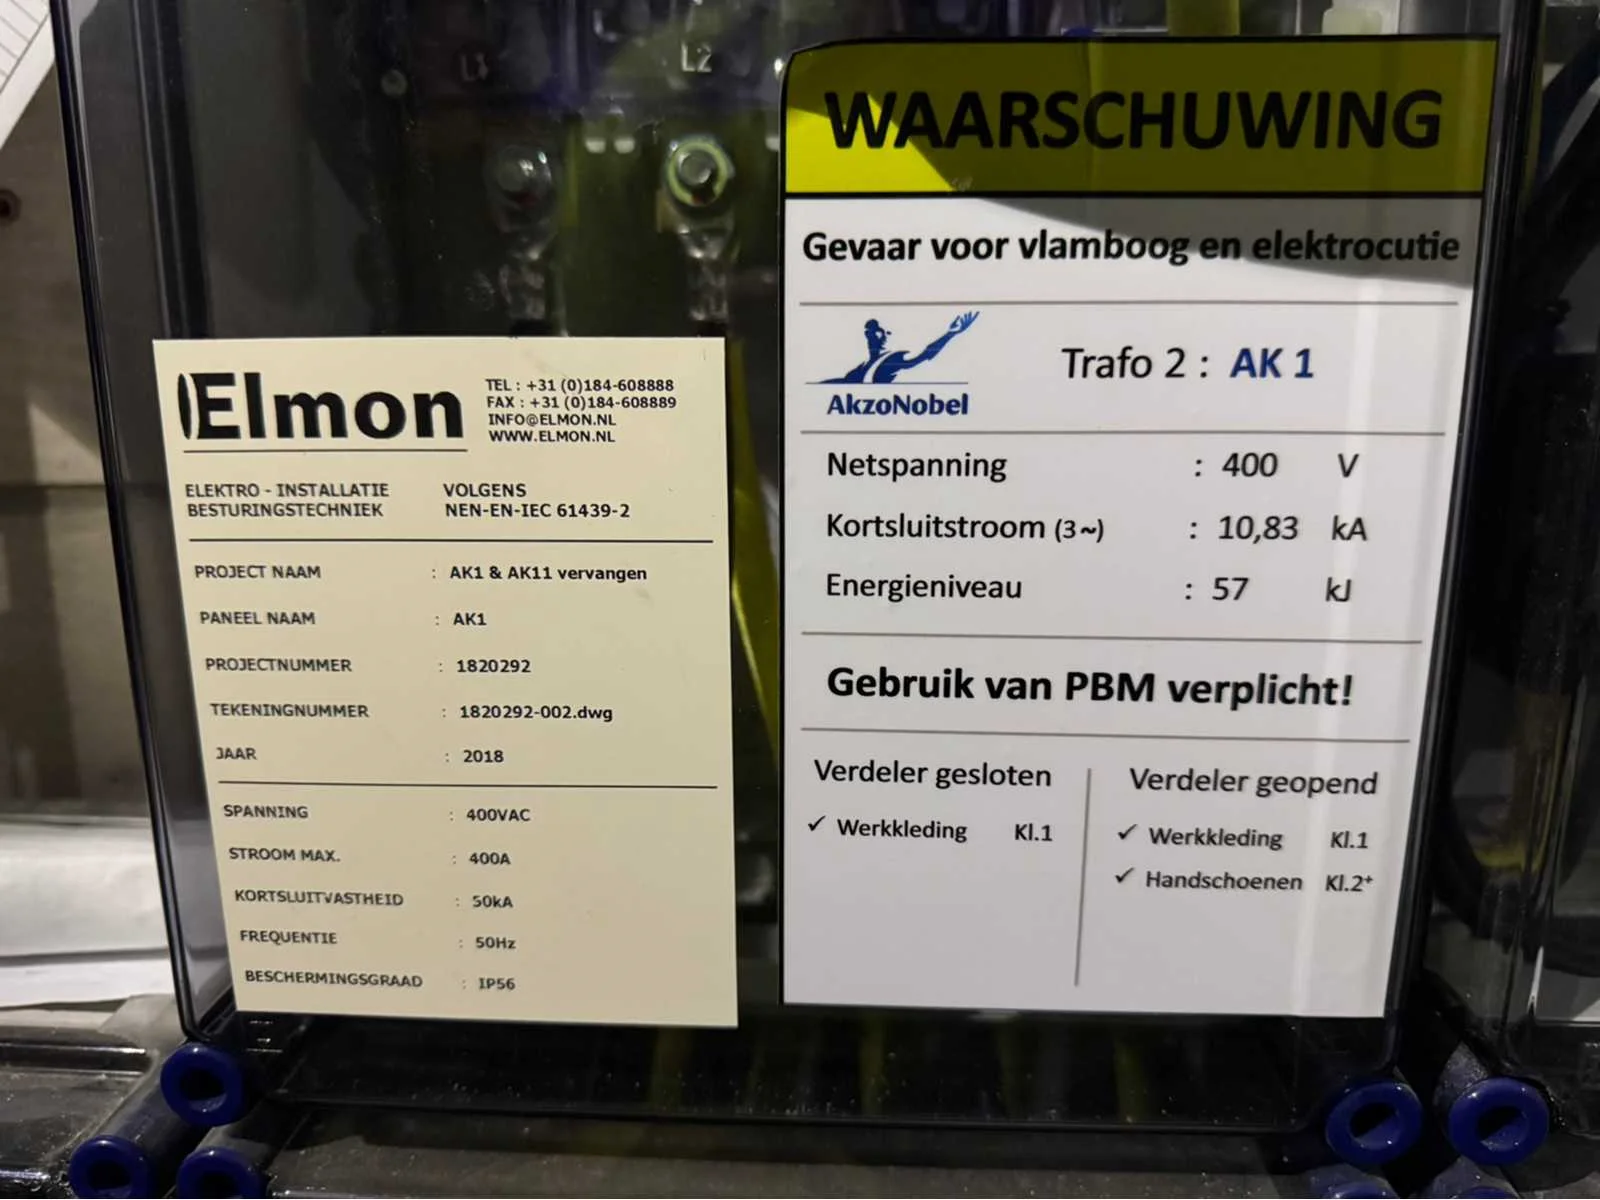 L1
L2
Elmon
TEL : +31 (0)184-608888
FAX : +31 (0)184-608889
INFO@ELMON.NL
WWW.ELMON.NL
ELEKTRO - INSTALLATIE VOLGENS
BESTURINGSTECHNIEK NEN-EN-IEC 61439-2
PROJECT NAAM : AK1 & AK11 vervangen
PANEEL NAAM : AK1
PROJECTNUMMER : 1820292
TEKENINGNUMMER : 1820292-002.dwg
JAAR : 2018
SPANNING : 400VAC
STROOM MAX. : 400A
KORTSLUITVASTHEID : 50kA
FREQUENTIE : 50Hz
BESCHERMINGSGRAAD : IP56
WAARSCHUWING
Gevaar voor vlamboog en elektrocutie
AkzoNobel
Trafo 2 : AK 1
Netspanning : 400 V
Kortsluitstroom (3~) : 10,83 kA
Energieniveau : 57 kJ
Gebruik van PBM verplicht!
Verdeler gesloten
✓ Werkkleding Kl.1
Verdeler geopend
✓ Werkkleding Kl.1
✓ Handschoenen Kl.2⁺